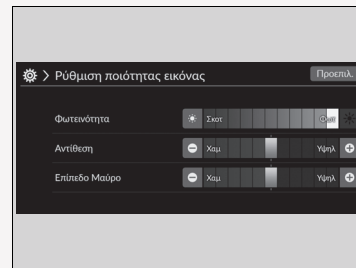 Ρύθμιση ποιότητας εικόνας
Προεπιλ.
Φωτεινότητα
Σκοτ
Αντίθεση
Χαμ
Υψηλ
Επίπεδο Μαύρο
Χαμ
Υψηλ